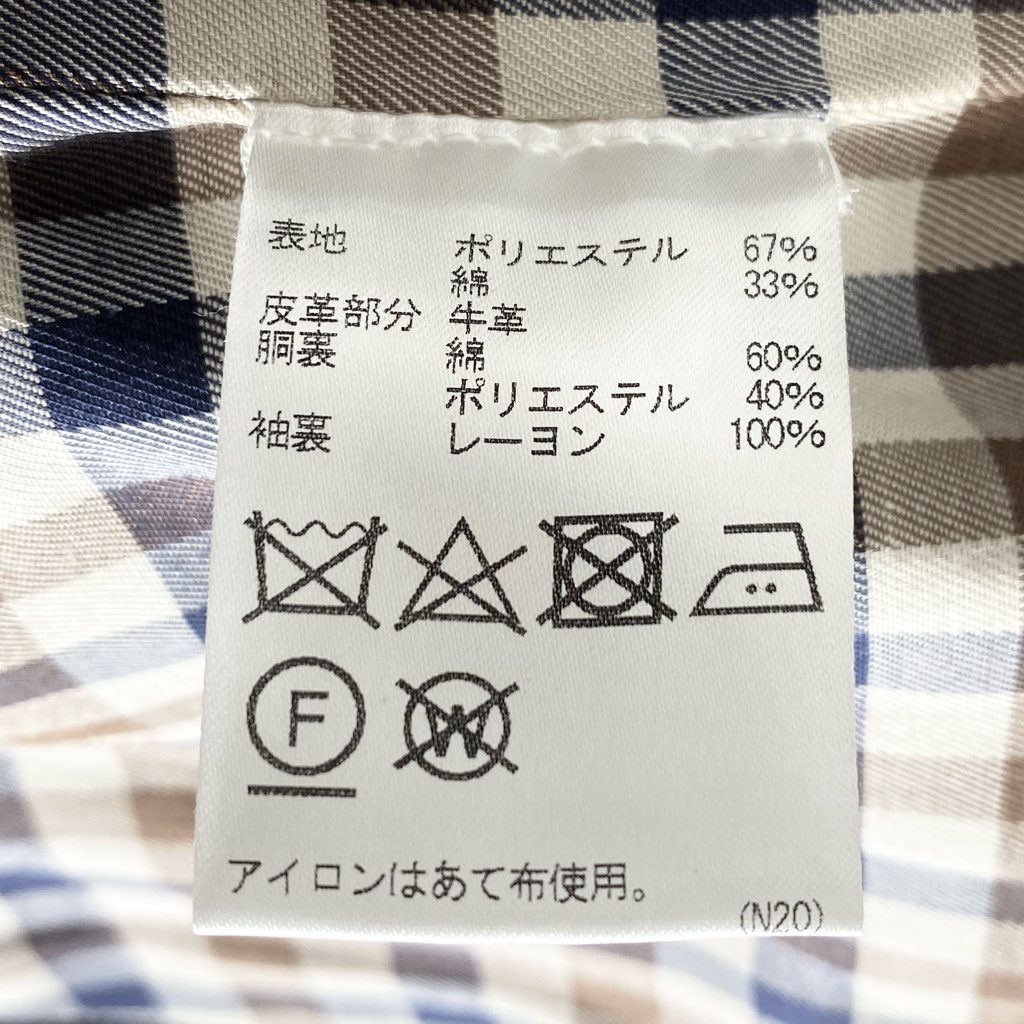 表地 ポリエステル 67%
綿 33%
皮革部分 牛革
胴裏 綿 60%
ポリエステル 40%
袖裏 レーヨン 100%
F W
アイロンはあて布使用。
(N20)